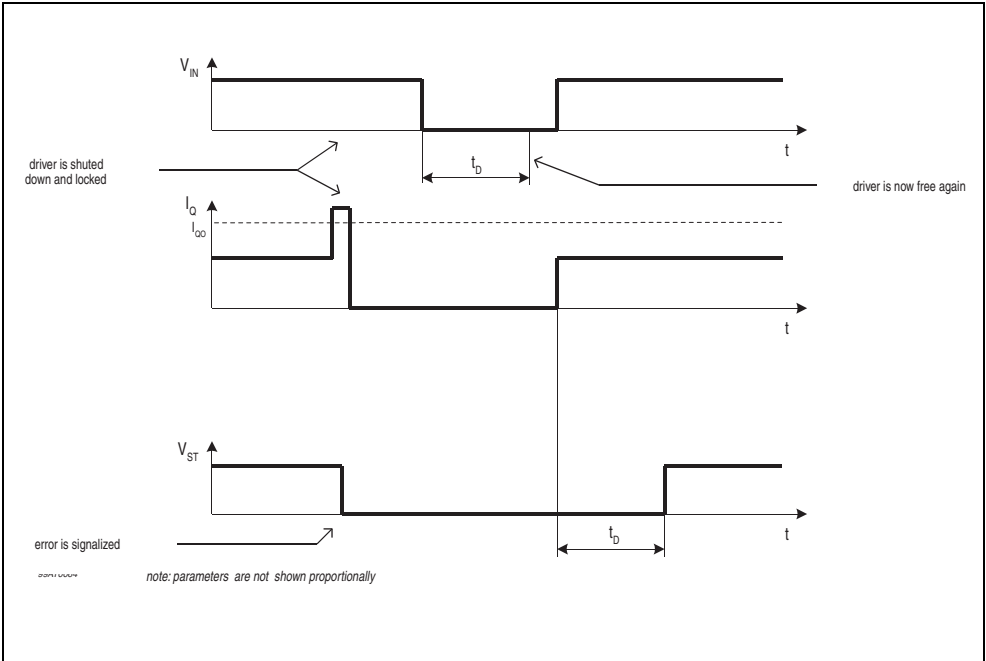 V_IN
t
driver is shuted
down and locked
t_D
driver is now free again
I_Q
I_QO
t
V_ST
t
error is signalized
t_D
note: parameters are not shown proportionally